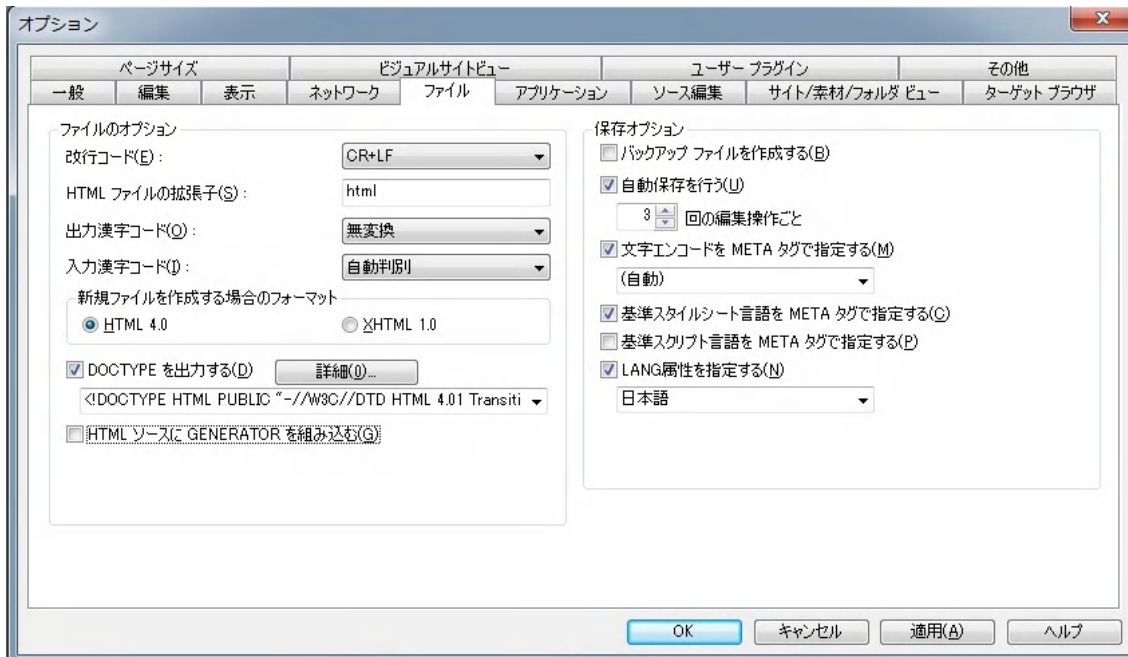 オプション
ページサイズ ビジュアルサイトビュー ユーザー プラグイン その他
一般 編集 表示 ネットワーク ファイル アプリケーション ソース編集 サイト/素材/フォルダ ビュー ターゲット ブラウザ
ファイルのオプション
改行コード(E) : CR+LF
HTML ファイルの拡張子(S) : html
出力漢字コード(O) : 無変換
入力漢字コード(I) : 自動判別
新規ファイルを作成する場合のフォーマット
HTML 4.0 XHTML 1.0
DOCTYPE を出力する(D) 詳細(0)...
<!DOCTYPE HTML PUBLIC "-//W3C//DTD HTML 4.01 Transiti
HTML ソースに GENERATOR を組み込む(G)
保存オプション
バックアップ ファイルを作成する(B)
自動保存を行う(U)
3 回の編集操作ごと
文字エンコードを META タグで指定する(M)
(自動)
基準スタイルシート言語を META タグで指定する(C)
基準スクリプト言語を META タグで指定する(P)
LANG属性を指定する(N)
日本語
OK キャンセル 適用(A) ヘルプ